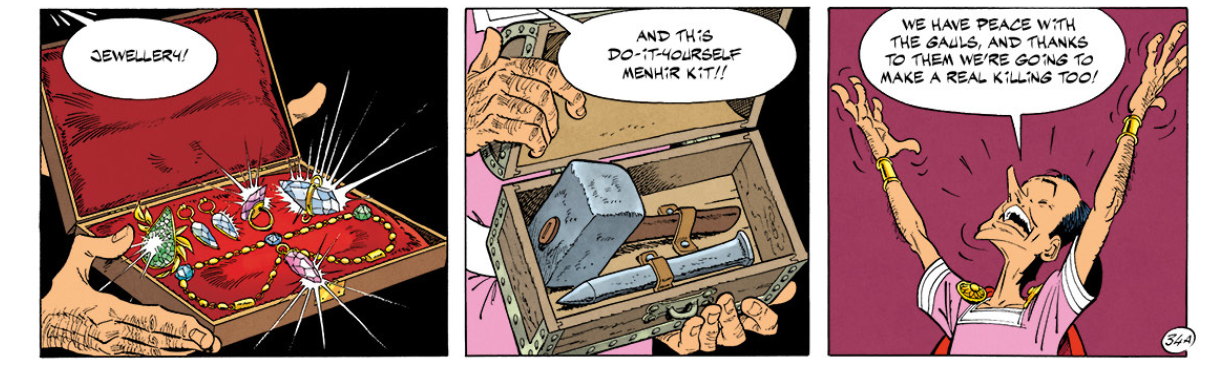 JEWELLERY!
AND THIS
DO-IT-YOURSELF
MENHIR KIT!!
WE HAVE PEACE WITH
THE GAULS, AND THANKS
TO THEM WE'RE GOING TO
MAKE A REAL KILLING TOO!
34A